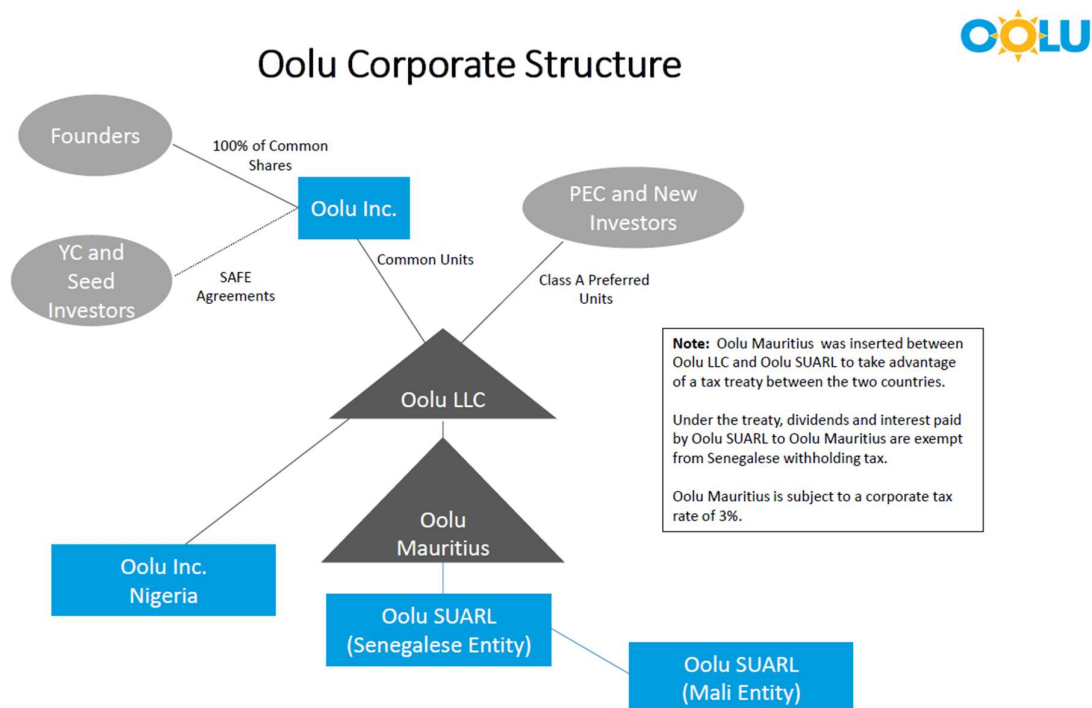 OOLU
Oolu Corporate Structure
Founders
100% of Common
Shares
Oolu Inc.
PEC and New
Investors
YC and
Seed
Investors
SAFE
Agreements
Common Units
Class A Preferred
Units
Note: Oolu Mauritius was inserted between
Oolu LLC and Oolu SUARL to take advantage
of a tax treaty between the two countries.
Under the treaty, dividends and interest paid
by Oolu SUARL to Oolu Mauritius are exempt
from Senegalese withholding tax.
Oolu Mauritius is subject to a corporate tax
rate of 3%.
Oolu LLC
Oolu
Mauritius
Oolu Inc.
Nigeria
Oolu SUARL
(Senegalese Entity)
Oolu SUARL
(Mali Entity)